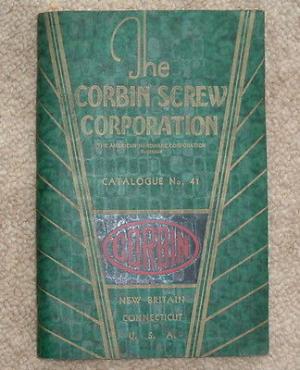 The
CORBIN SCREW
CORPORATION
THE AMERICAN HARDWARE CORPORATION
CATALOGUE No. 41
CORBIN
NEW BRITAIN
CONNECTICUT
U. S. A.